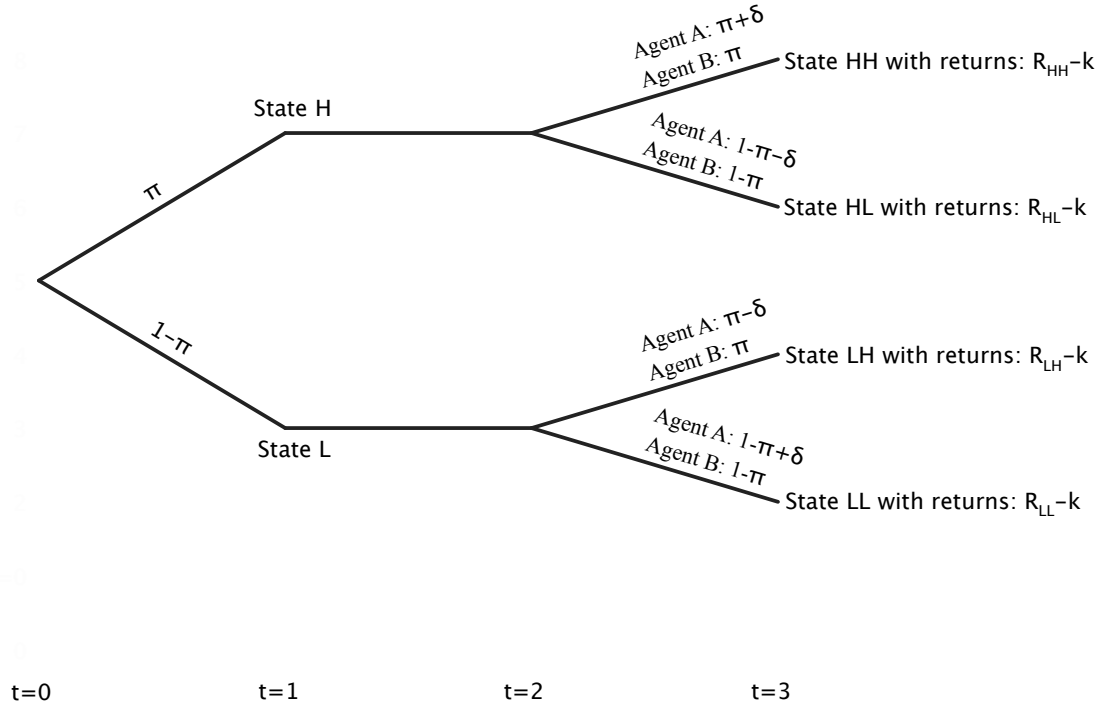 Agent A: π+δ
Agent B: π
State HH with returns: R_HH−k
State H
π
Agent A: 1-π−δ
Agent B: 1-π
State HL with returns: R_HL−k
1−π
Agent A: π−δ
Agent B: π
State LH with returns: R_LH−k
State L
Agent A: 1-π+δ
Agent B: 1-π
State LL with returns: R_LL−k
t=0 t=1 t=2 t=3